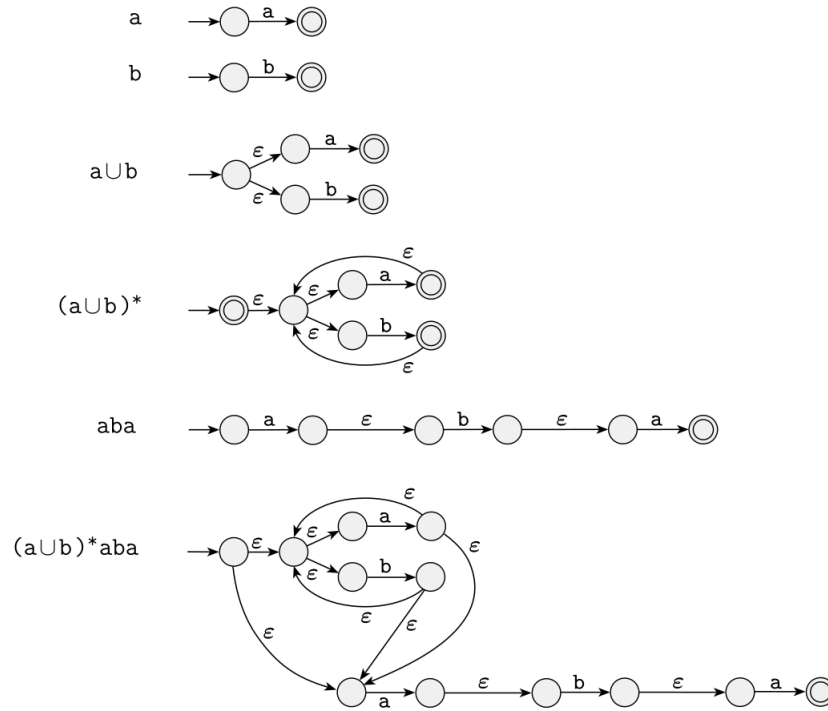 a a
b b
a∪b ε a
ε b
(a∪b)* ε ε ε a
ε b
ε
aba a ε b ε a
(a∪b)*aba ε ε ε a ε
ε b
ε ε
ε
a ε b ε a